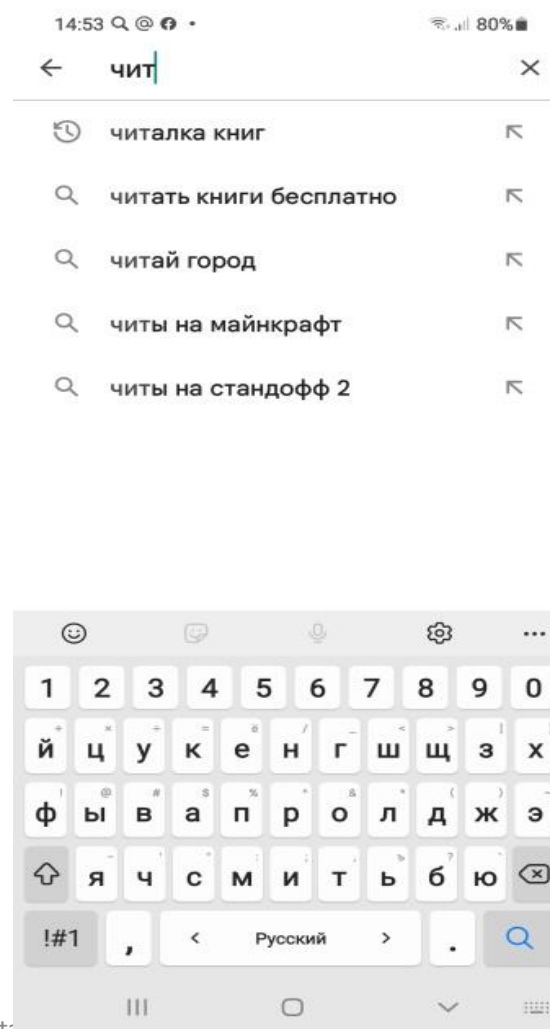 14:53
80%
чит
читалка книг
читать книги бесплатно
читай город
читы на майнкрафт
читы на стандофф 2
1 2 3 4 5 6 7 8 9 0
й ц у к е н г ш щ з х
ф ы в а п р о л д ж э
я ч с м и т ь б ю
!#1 , < Русский > .